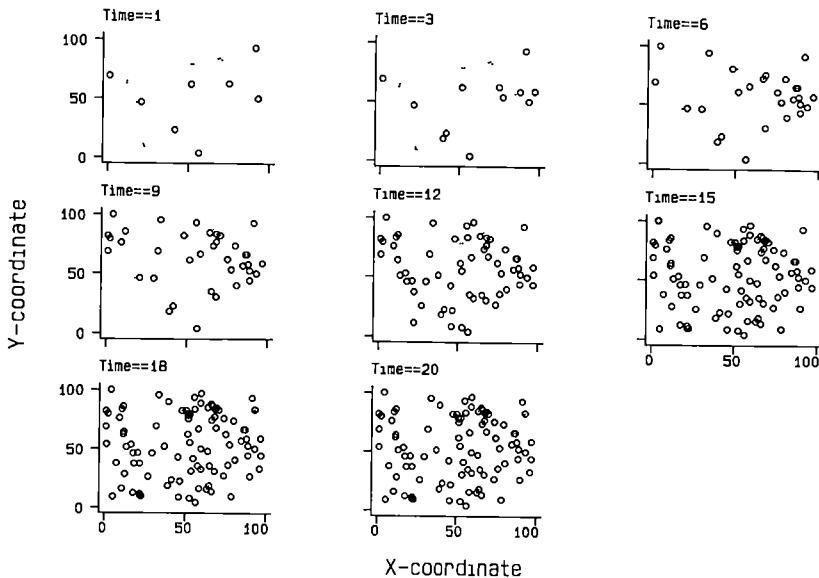 Time==1
Time==3
Time==6
100
50
0
Time==9
Time==12
Time==15
100
50
0
0
50
100
Time==18
Time==20
100
50
0
0
50
100
0
50
100
Y-coordinate
X-coordinate